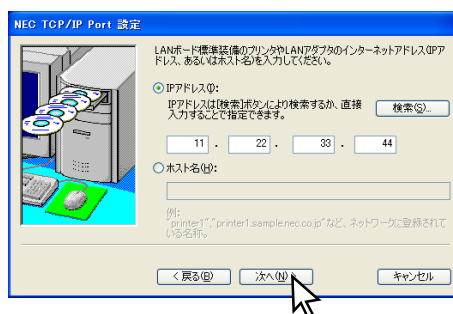 NEC TCP/IP Port 設定
LANボード標準装備のプリンタやLANアダプタのインターネットアドレス(IPア
ドレス、あるいはホスト名)を入力してください。
IPアドレス(I):
IPアドレスは[検索]ボタンにより検索するか、直接
入力することで指定できます。
検索(S)...
11 . 22 . 33 . 44
ホスト名(H):
例:
"printer1","printer1.sample.nec.co.jp"など、ネットワークに登録されて
いる名称。
< 戻る(B) 次へ(N) > キャンセル